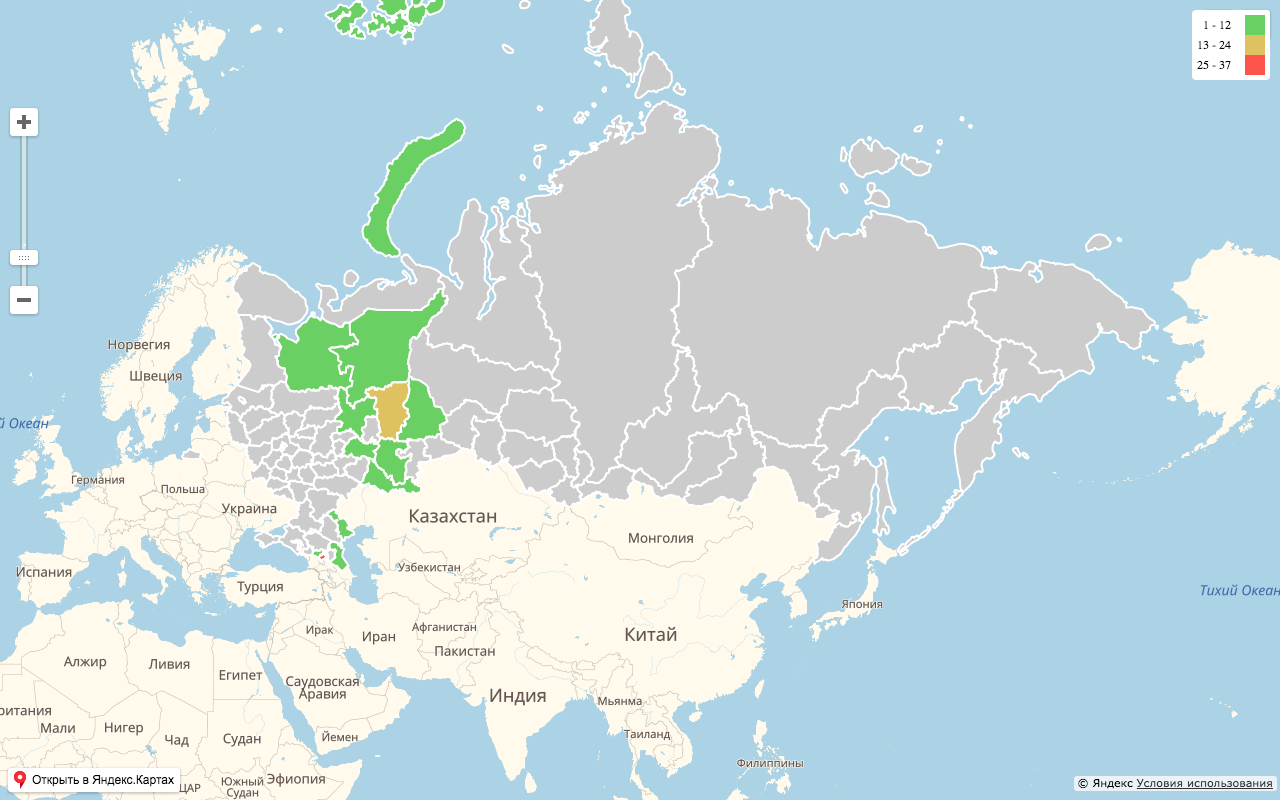 1 - 12
13 - 24
25 - 37
Норвегия
Швеция
й Океан
Германия
Польша
Украина
Казахстан
Монголия
Испания
Узбекистан
Турция
Тихий Океан
Япония
Ирак
Иран
Афганистан
Китай
Пакистан
Алжир
Ливия
Египет
Саудовская
Аравия
Индия
Мьянма
ритания
Мали
Нигер
Чад
Судан
Йемен
Таиланд
Филиппины
Открыть в Яндекс.Картах
ЦАР
Южный
Судан
Эфиопия
© Яндекс Условия использования